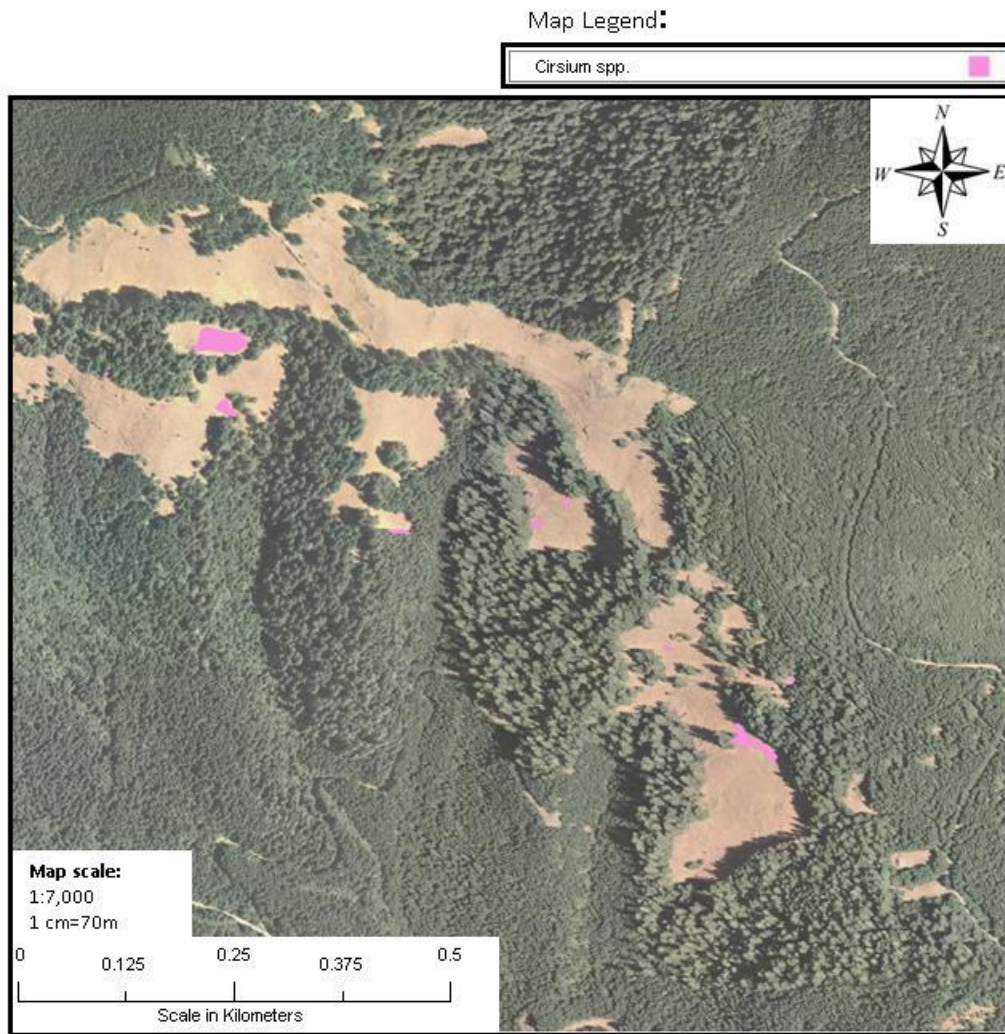 Map Legend:
Cirsium spp.
N
W E
S
Map scale:
1:7,000
1 cm=70m
0 0.125 0.25 0.375 0.5
Scale in Kilometers